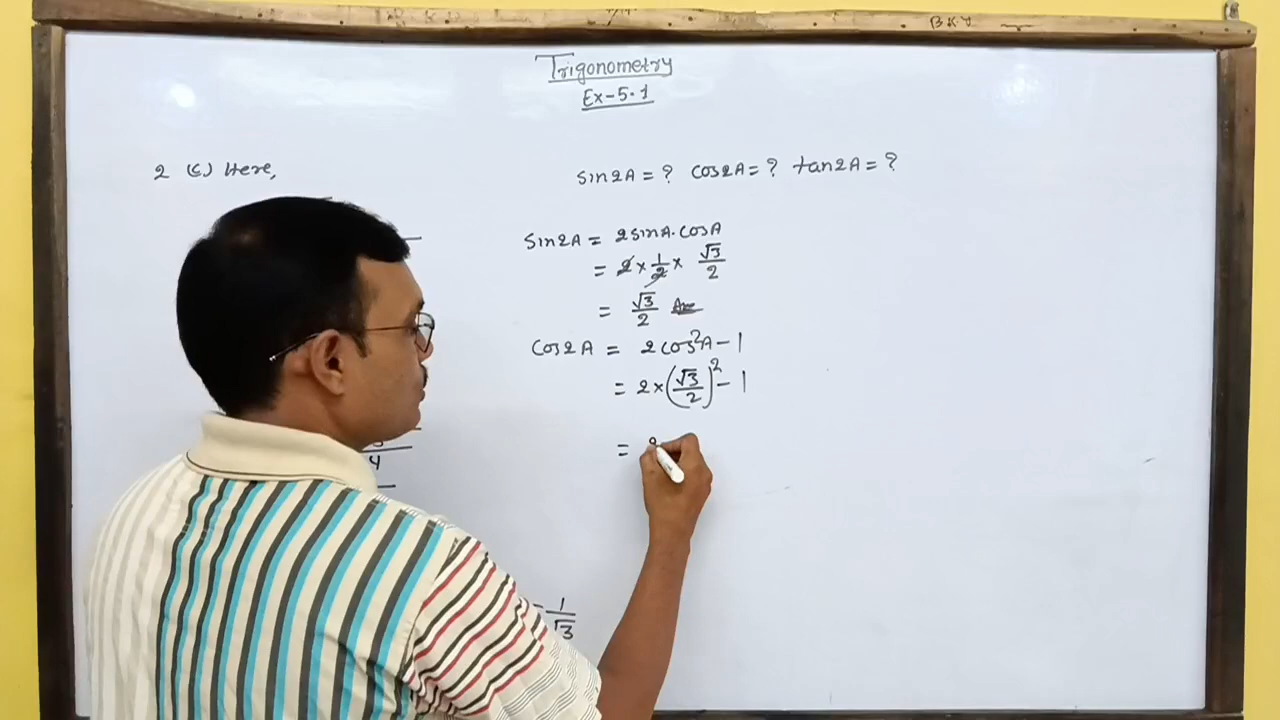 B.K.J.
Trigonometry
Ex-5.1
2 (c) Here,
sin2A = ? cos2A = ? tan2A = ?
sin2A = 2sinA.cosA
= 2 × 1/2 × √3/2
= √3/2
cos2A = 2cos²A - 1
= 2×(√3/2)² - 1
=
4
= 1/√3